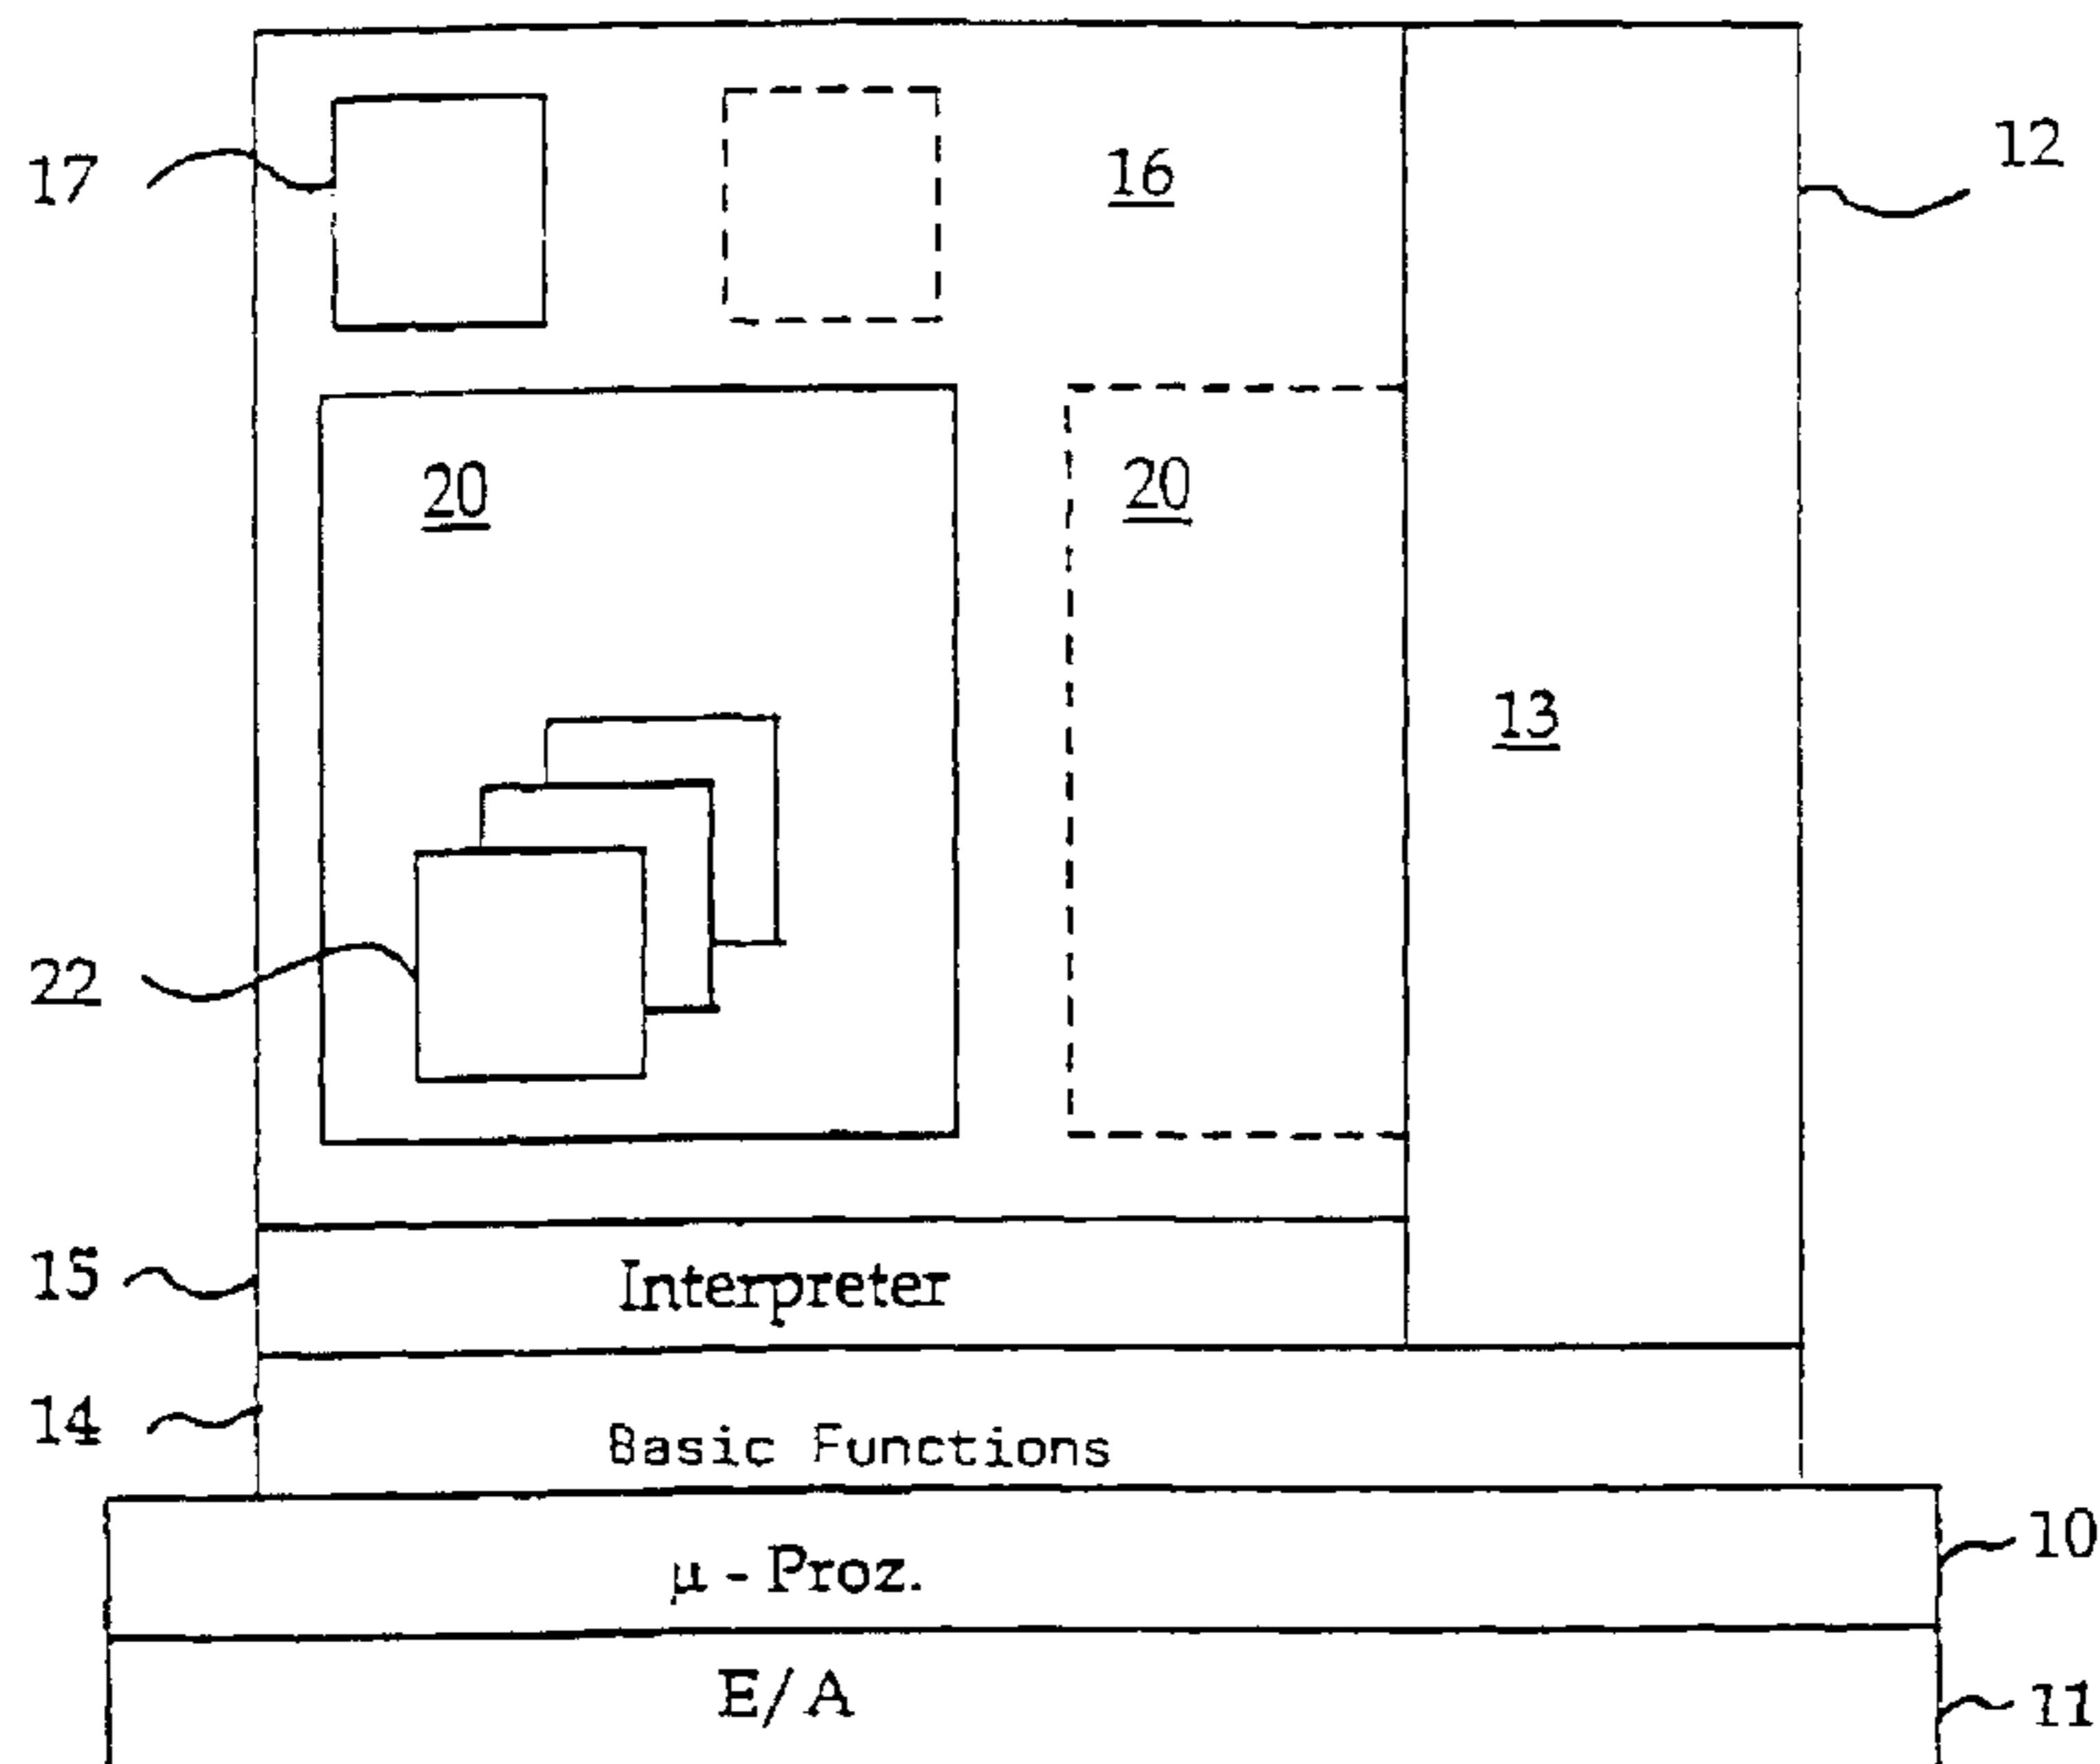 12
17
16
20
20
13
22
15
Interpreter
14
Basic Functions
10
μ - Proz.
E/A
11